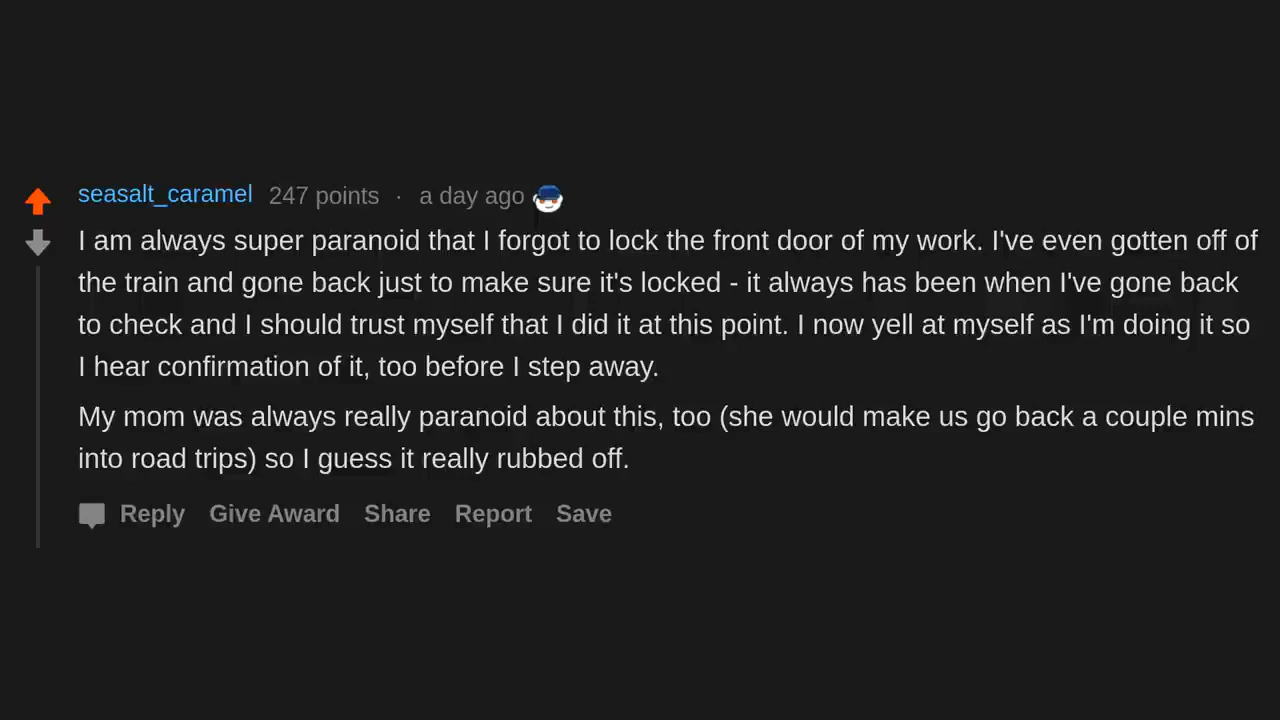 seasalt_caramel 247 points · a day ago
I am always super paranoid that I forgot to lock the front door of my work. I've even gotten off of
the train and gone back just to make sure it's locked - it always has been when I've gone back
to check and I should trust myself that I did it at this point. I now yell at myself as I'm doing it so
I hear confirmation of it, too before I step away.
My mom was always really paranoid about this, too (she would make us go back a couple mins
into road trips) so I guess it really rubbed off.
Reply Give Award Share Report Save